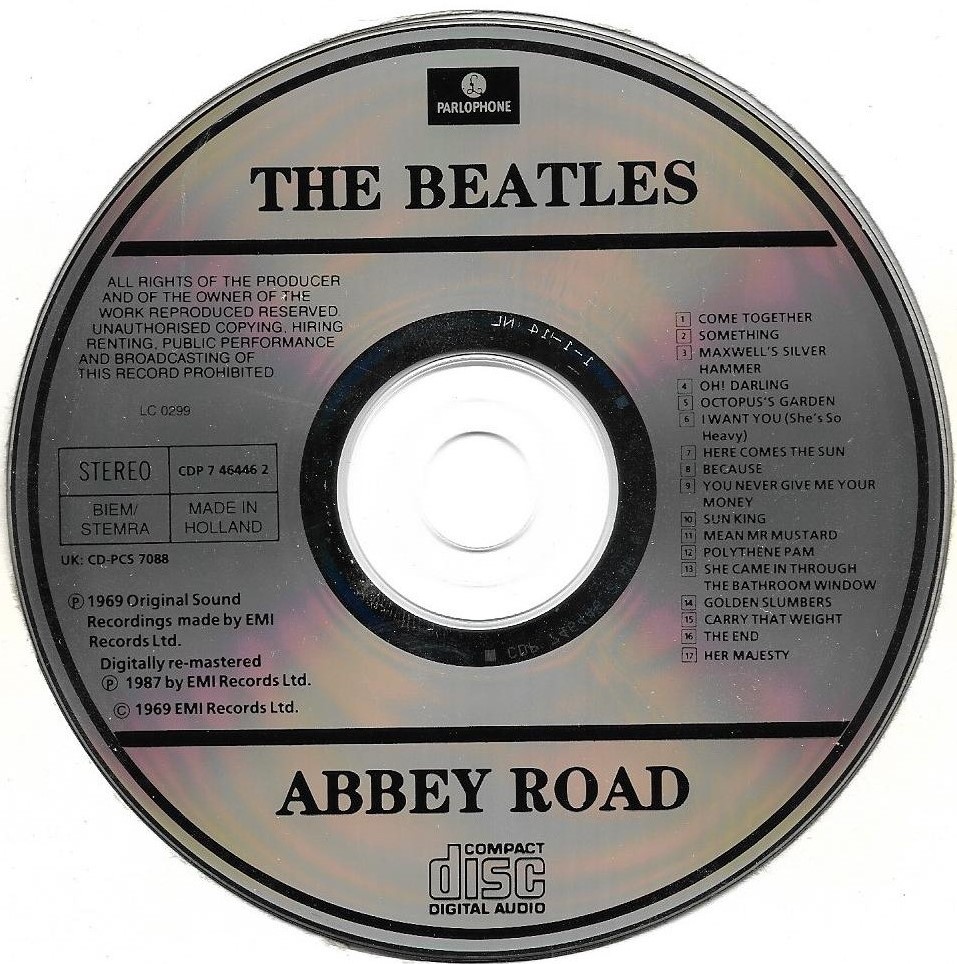 PARLOPHONE
THE BEATLES
ALL RIGHTS OF THE PRODUCER
AND OF THE OWNER OF THE
WORK REPRODUCED RESERVED.
UNAUTHORISED COPYING, HIRING
RENTING, PUBLIC PERFORMANCE
AND BROADCASTING OF
THIS RECORD PROHIBITED
LC 0299
STEREO
CDP 7 46446 2
BIEM/
STEMRA
MADE IN
HOLLAND
UK: CD-PCS 7088
Ⓟ 1969 Original Sound
Recordings made by EMI
Records Ltd.
Digitally re-mastered
Ⓟ 1987 by EMI Records Ltd.
© 1969 EMI Records Ltd.
1-1-14 NL
1 COME TOGETHER
2 SOMETHING
3 MAXWELL'S SILVER
HAMMER
4 OH! DARLING
5 OCTOPUS'S GARDEN
6 I WANT YOU (She's So
Heavy)
7 HERE COMES THE SUN
8 BECAUSE
9 YOU NEVER GIVE ME YOUR
MONEY
10 SUN KING
11 MEAN MR MUSTARD
12 POLYTHENE PAM
13 SHE CAME IN THROUGH
THE BATHROOM WINDOW
14 GOLDEN SLUMBERS
15 CARRY THAT WEIGHT
16 THE END
17 HER MAJESTY
ABBEY ROAD
COMPACT
disc
DIGITAL AUDIO